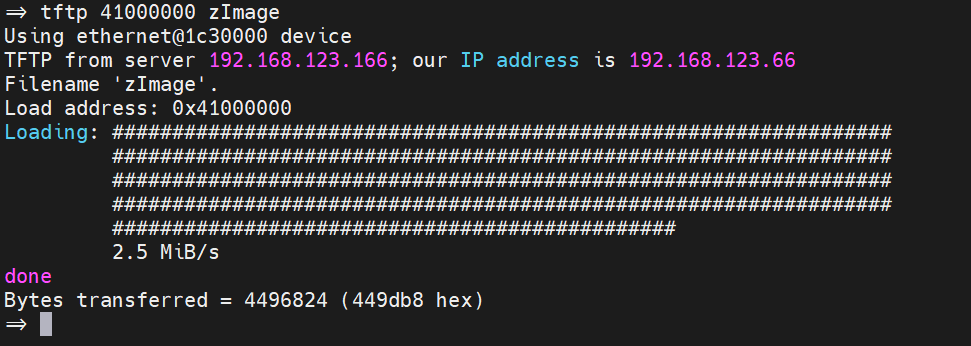 => tftp 41000000 zImage
Using ethernet@1c30000 device
TFTP from server 192.168.123.166; our IP address is 192.168.123.66
Filename 'zImage'.
Load address: 0x41000000
Loading: #################################################################
#################################################################
#################################################################
#################################################################
###############################################
2.5 MiB/s
done
Bytes transferred = 4496824 (449db8 hex)
=>